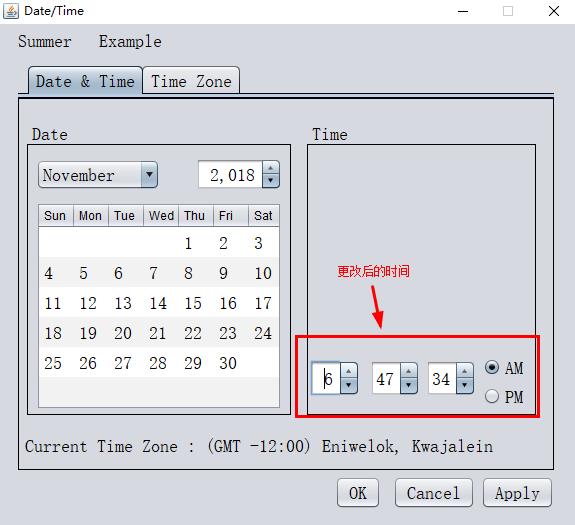 Date/Time
Summer Example
Date & Time Time Zone
Date Time
November 2,018
Sun Mon Tue Wed Thu Fri Sat
1 2 3
4 5 6 7 8 9 10
11 12 13 14 15 16 17
18 19 20 21 22 23 24
25 26 27 28 29 30
更改后的时间
6 47 34 AM
PM
Current Time Zone : (GMT -12:00) Eniwelok, Kwajalein
OK Cancel Apply